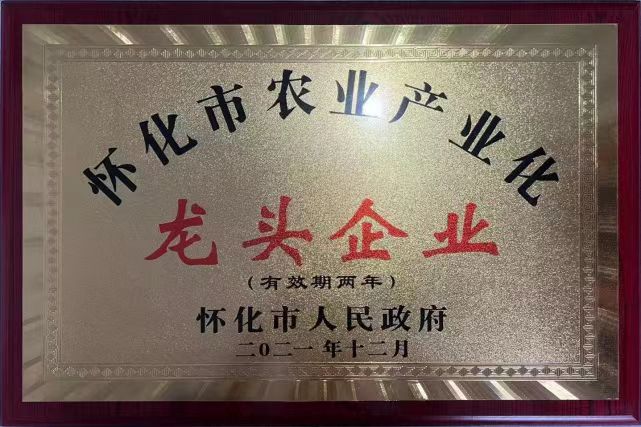 怀化市农业产业化
龙头企业
(有效期两年)
怀化市人民政府
二〇二一年十二月